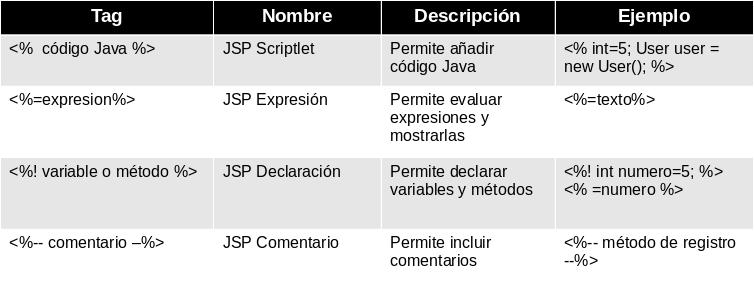 Tag Nombre Descripción Ejemplo
<%  código Java %> JSP Scriptlet Permite añadir <% int=5; User user =
código Java new User(); %>
<%=expresion%> JSP Expresión Permite evaluar <%=texto%>
expresiones y
mostrarlas
<%! variable o método %> JSP Declaración Permite declarar <%! int numero=5; %>
variables y métodos <% =numero %>
<%-- comentario –%> JSP Comentario Permite incluir <%-- método de registro
comentarios --%>